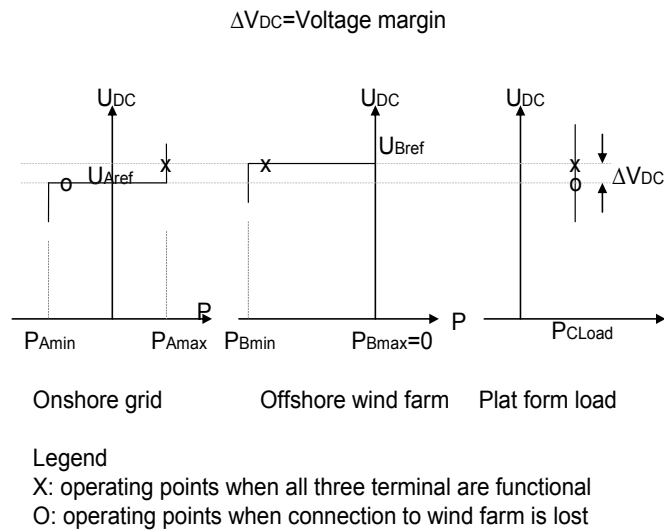 ΔVDC=Voltage margin
UDC
UDC
UDC
X
X
X
UBref
O
UAref
O
ΔVDC
P
P
PAmin
PAmax
PBmin
PBmax=0
PCLoad
Onshore grid
Offshore wind farm
Plat form load
Legend
X: operating points when all three terminal are functional
O: operating points when connection to wind farm is lost